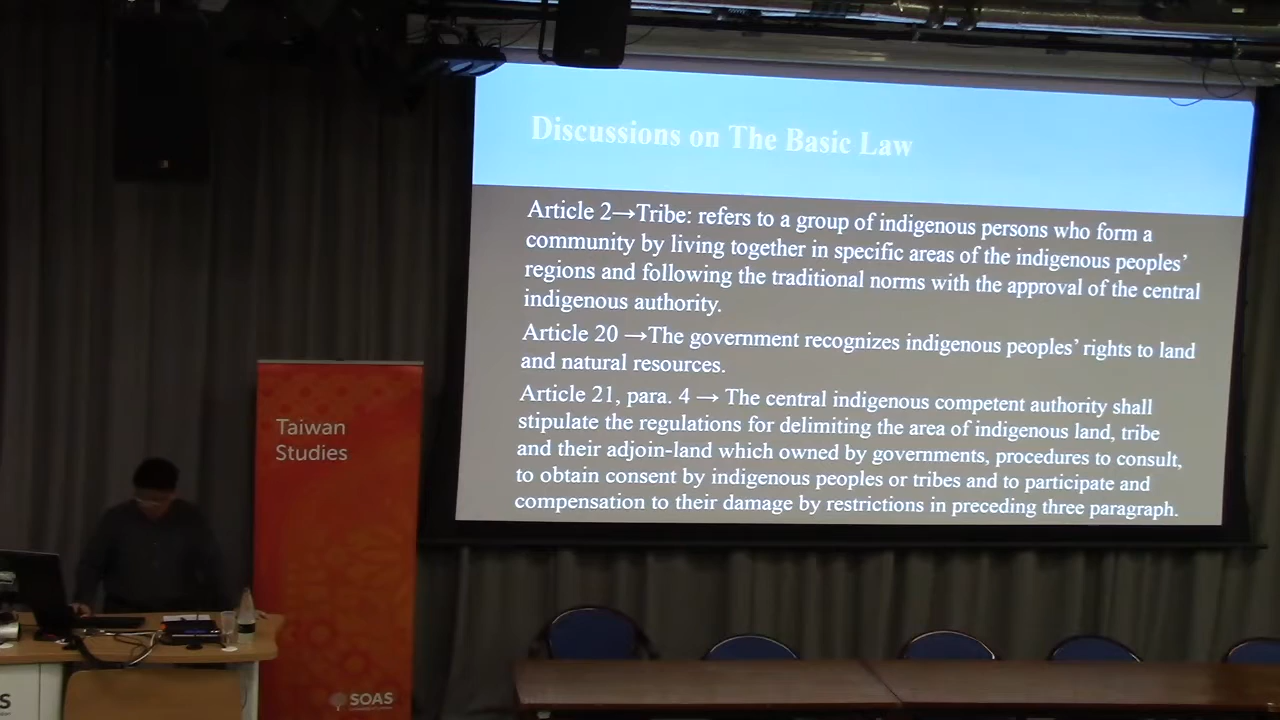 Discussions on The Basic Law
Article 2→Tribe: refers to a group of indigenous persons who form a
community by living together in specific areas of the indigenous peoples’
regions and following the traditional norms with the approval of the central
indigenous authority.
Article 20 →The government recognizes indigenous peoples’ rights to land
and natural resources.
Article 21, para. 4 → The central indigenous competent authority shall
stipulate the regulations for delimiting the area of indigenous land, tribe
and their adjoin-land which owned by governments, procedures to consult,
to obtain consent by indigenous peoples or tribes and to participate and
compensation to their damage by restrictions in preceding three paragraph.
Taiwan
Studies
SOAS